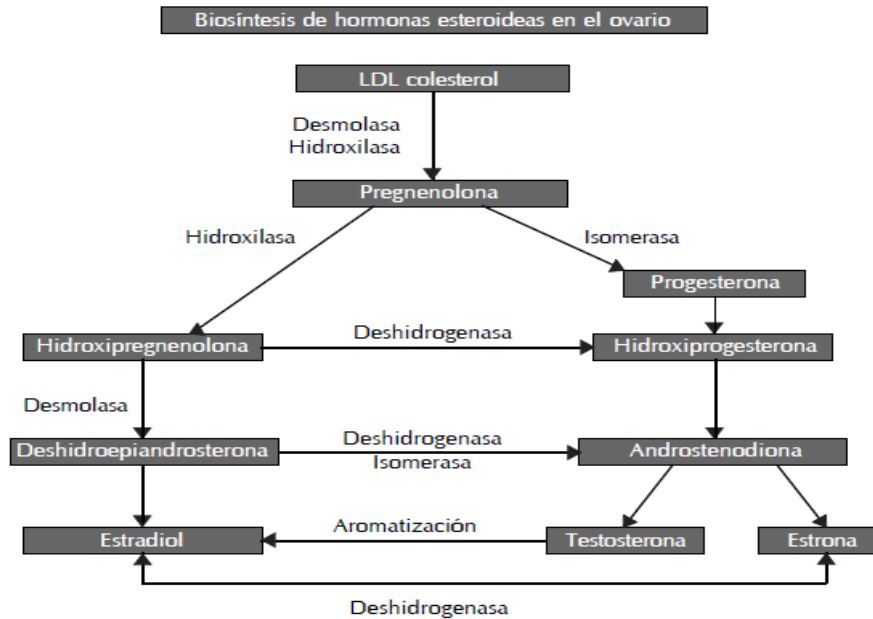 Biosíntesis de hormonas esteroideas en el ovario
LDL colesterol
Desmolasa
Hidroxilasa
Pregnenolona
Hidroxilasa
Isomerasa
Progesterona
Hidroxipregnenolona
Deshidrogenasa
Hidroxiprogesterona
Desmolasa
Deshidroepiandrosterona
Deshidrogenasa
Isomerasa
Androstenodiona
Estradiol
Aromatización
Testosterona
Estrona
Deshidrogenasa